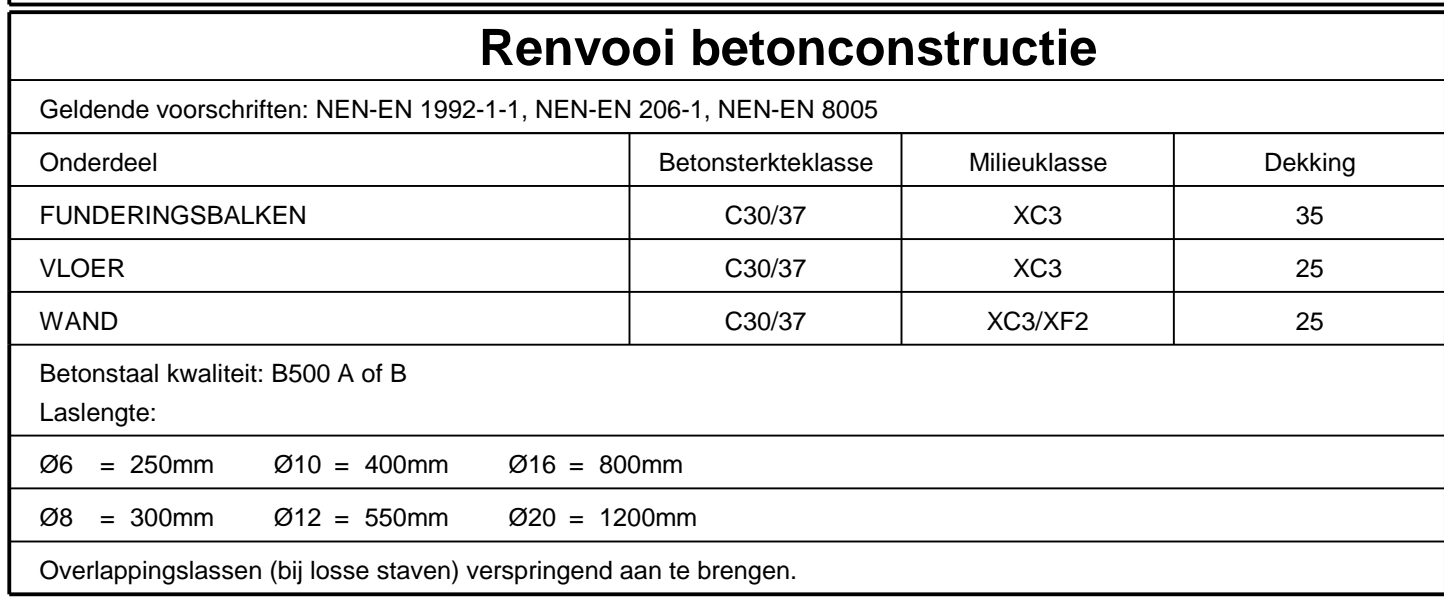 Renvooi betonconstructie
Geldende voorschriften: NEN-EN 1992-1-1, NEN-EN 206-1, NEN-EN 8005
Onderdeel Betonsterkteklasse Milieuklasse Dekking
FUNDERINGSBALKEN C30/37 XC3 35
VLOER C30/37 XC3 25
WAND C30/37 XC3/XF2 25
Betonstaal kwaliteit: B500 A of B
Laslengte:
Ø6 = 250mm Ø10 = 400mm Ø16 = 800mm
Ø8 = 300mm Ø12 = 550mm Ø20 = 1200mm
Overlappingslassen (bij losse staven) verspringend aan te brengen.